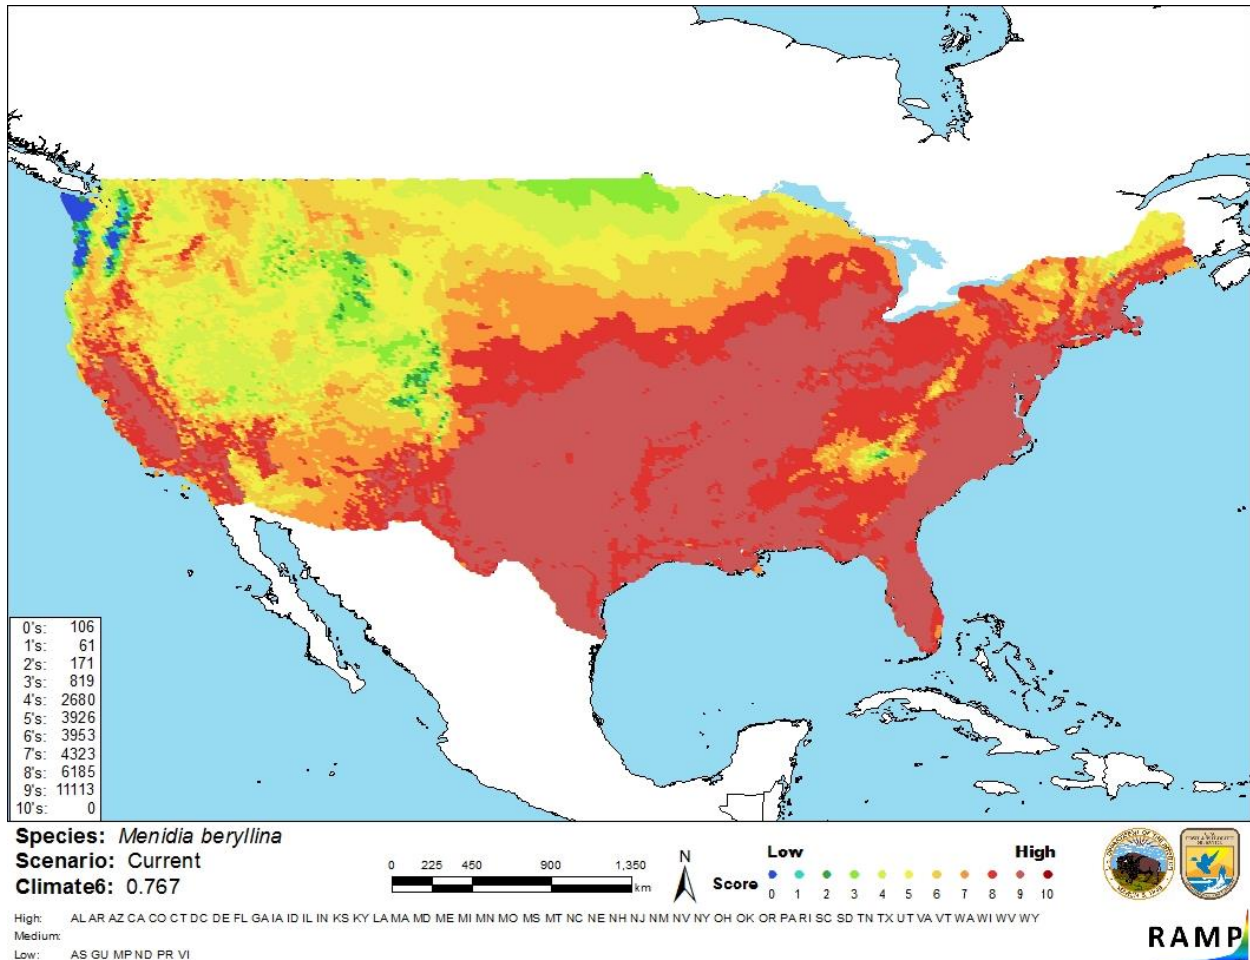 0's: 106
1's: 61
2's: 171
3's: 819
4's: 2680
5's: 3926
6's: 3953
7's: 4323
8's: 6185
9's: 11113
10's: 0
Species: Menidia beryllina
Scenario: Current
Climate6: 0.767
0 225 450 900 1,350
km
N
Low High
Score
0 1 2 3 4 5 6 7 8 9 10
High: AL AR AZ CA CO CT DC DE FL GA IA ID IL IN KS KY LA MA MD ME MI MN MO MS MT NC NE NH NJ NM NV NY OH OK OR PA RI SC SD TN TX UT VA VT WA WI WV WY
Medium:
Low: AS GU MP ND PR VI
RAMP